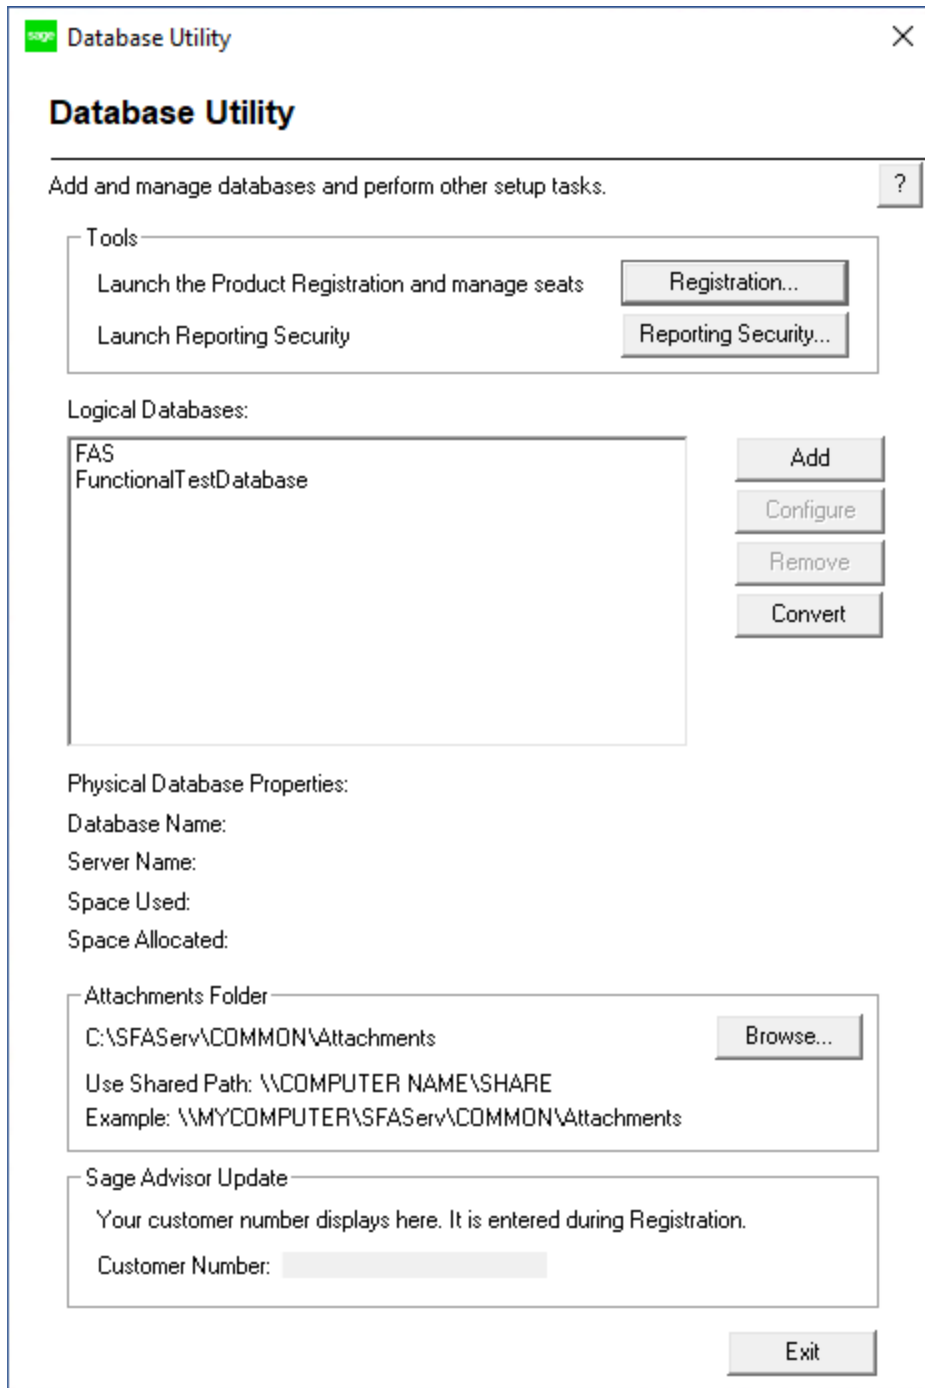 sage Database Utility
Database Utility
Add and manage databases and perform other setup tasks.
?
Tools
Launch the Product Registration and manage seats
Registration...
Launch Reporting Security
Reporting Security...
Logical Databases:
FAS
FunctionalTestDatabase
Add
Configure
Remove
Convert
Physical Database Properties:
Database Name:
Server Name:
Space Used:
Space Allocated:
Attachments Folder
C:\SFAServ\COMMON\Attachments
Browse...
Use Shared Path: \\COMPUTER NAME\SHARE
Example: \\MYCOMPUTER\SFAServ\COMMON\Attachments
Sage Advisor Update
Your customer number displays here. It is entered during Registration.
Customer Number:
Exit